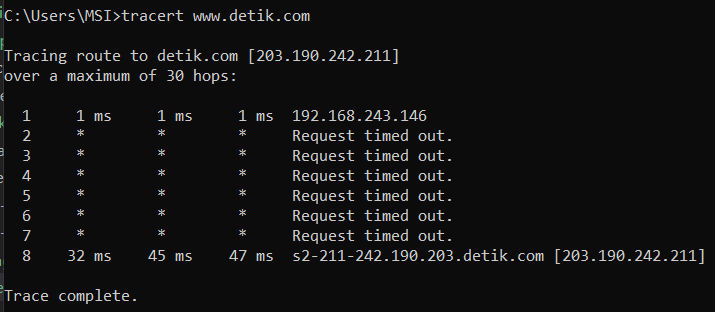 C:\Users\MSI>tracert www.detik.com
Tracing route to detik.com [203.190.242.211]
over a maximum of 30 hops:
1 1 ms 1 ms 1 ms 192.168.243.146
2 * * * Request timed out.
3 * * * Request timed out.
4 * * * Request timed out.
5 * * * Request timed out.
6 * * * Request timed out.
7 * * * Request timed out.
8 32 ms 45 ms 47 ms s2-211-242.190.203.detik.com [203.190.242.211]
Trace complete.